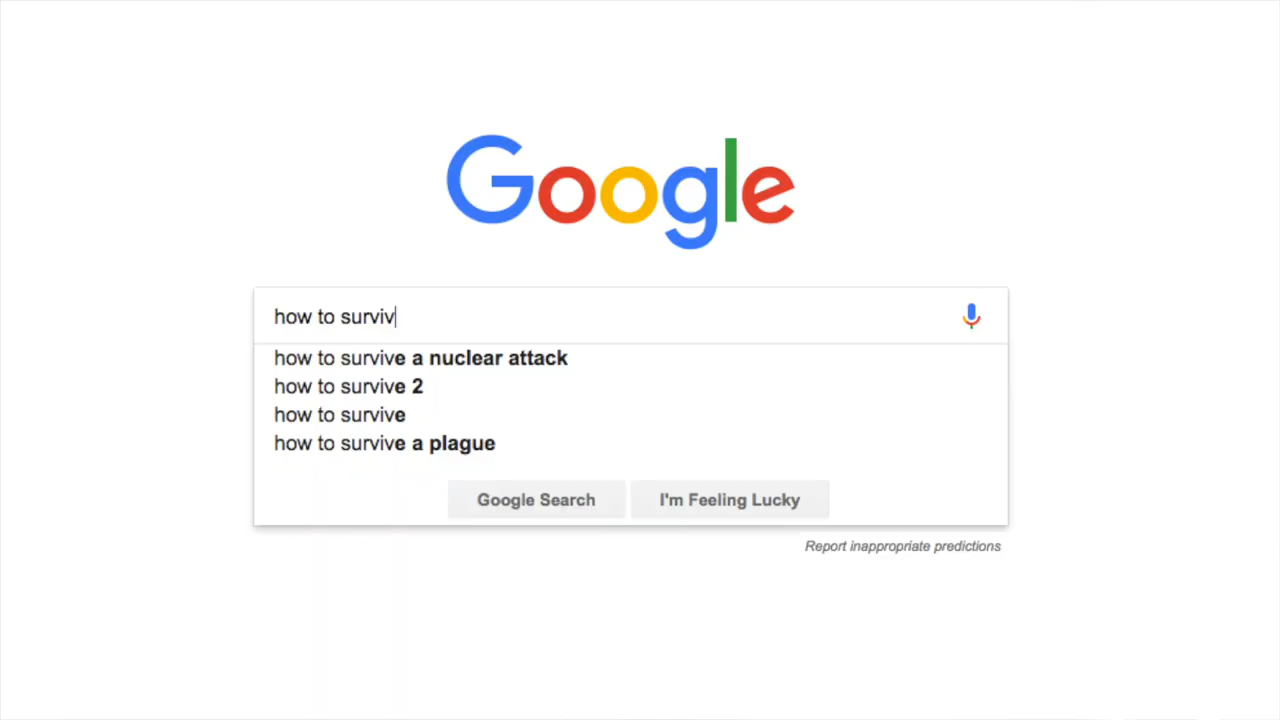 Google
how to surviv
how to survive a nuclear attack
how to survive 2
how to survive
how to survive a plague
Google Search
I'm Feeling Lucky
Report inappropriate predictions